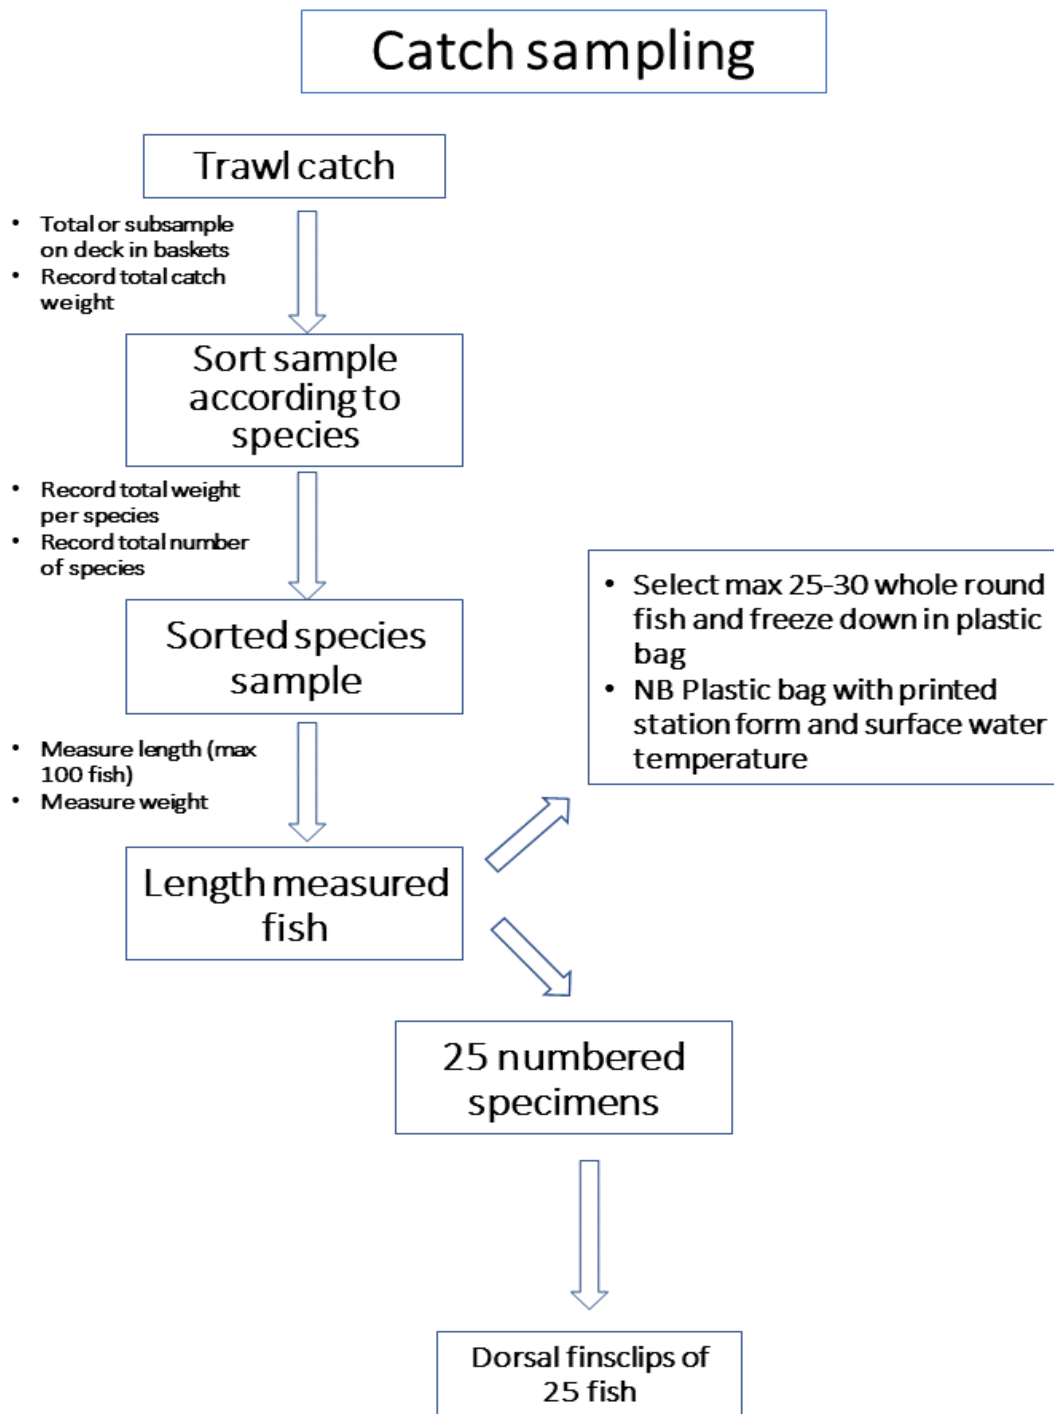 Catch sampling
Trawl catch
• Total or subsample
on deck in baskets
• Record total catch
weight
Sort sample
according to
species
• Record total weight
per species
• Record total number
of species
Sorted species
sample
• Measure length (max
100 fish)
• Measure weight
Length measured
fish
• Select max 25-30 whole round
fish and freeze down in plastic
bag
• NB Plastic bag with printed
station form and surface water
temperature
25 numbered
specimens
Dorsal finsclips of
25 fish